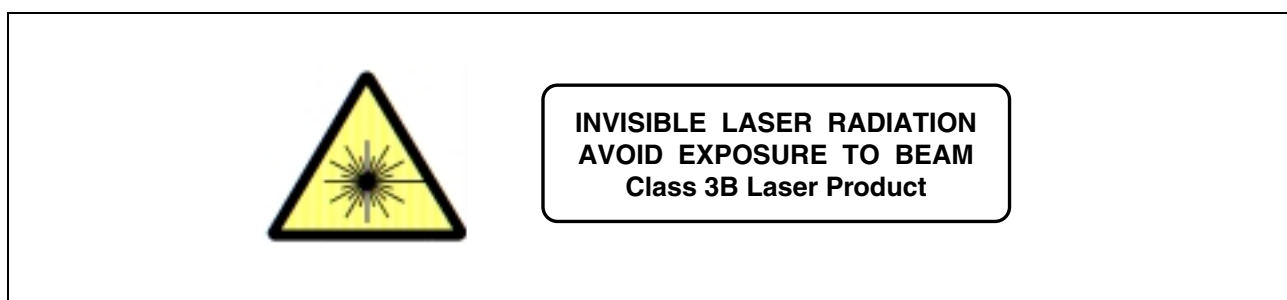 INVISIBLE LASER RADIATION
AVOID EXPOSURE TO BEAM
Class 3B Laser Product